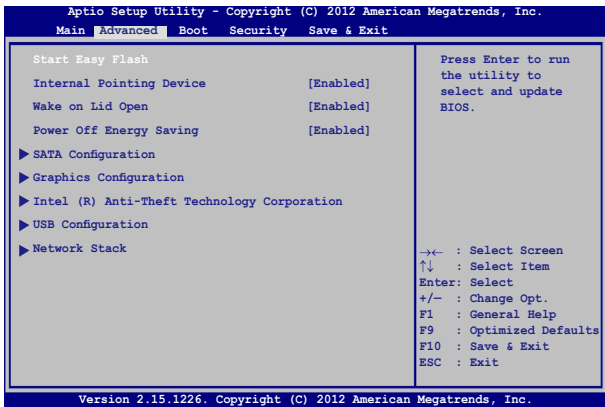 Aptio Setup Utility - Copyright (C) 2012 American Megatrends, Inc.
Main Advanced Boot Security Save & Exit
Start Easy Flash
Internal Pointing Device [Enabled]
Wake on Lid Open [Enabled]
Power Off Energy Saving [Enabled]
SATA Configuration
Graphics Configuration
Intel (R) Anti-Theft Technology Corporation
USB Configuration
Network Stack
Press Enter to run
the utility to
select and update
BIOS.
→← : Select Screen
↑↓ : Select Item
Enter: Select
+/— : Change Opt.
F1 : General Help
F9 : Optimized Defaults
F10 : Save & Exit
ESC : Exit
Version 2.15.1226. Copyright (C) 2012 American Megatrends, Inc.